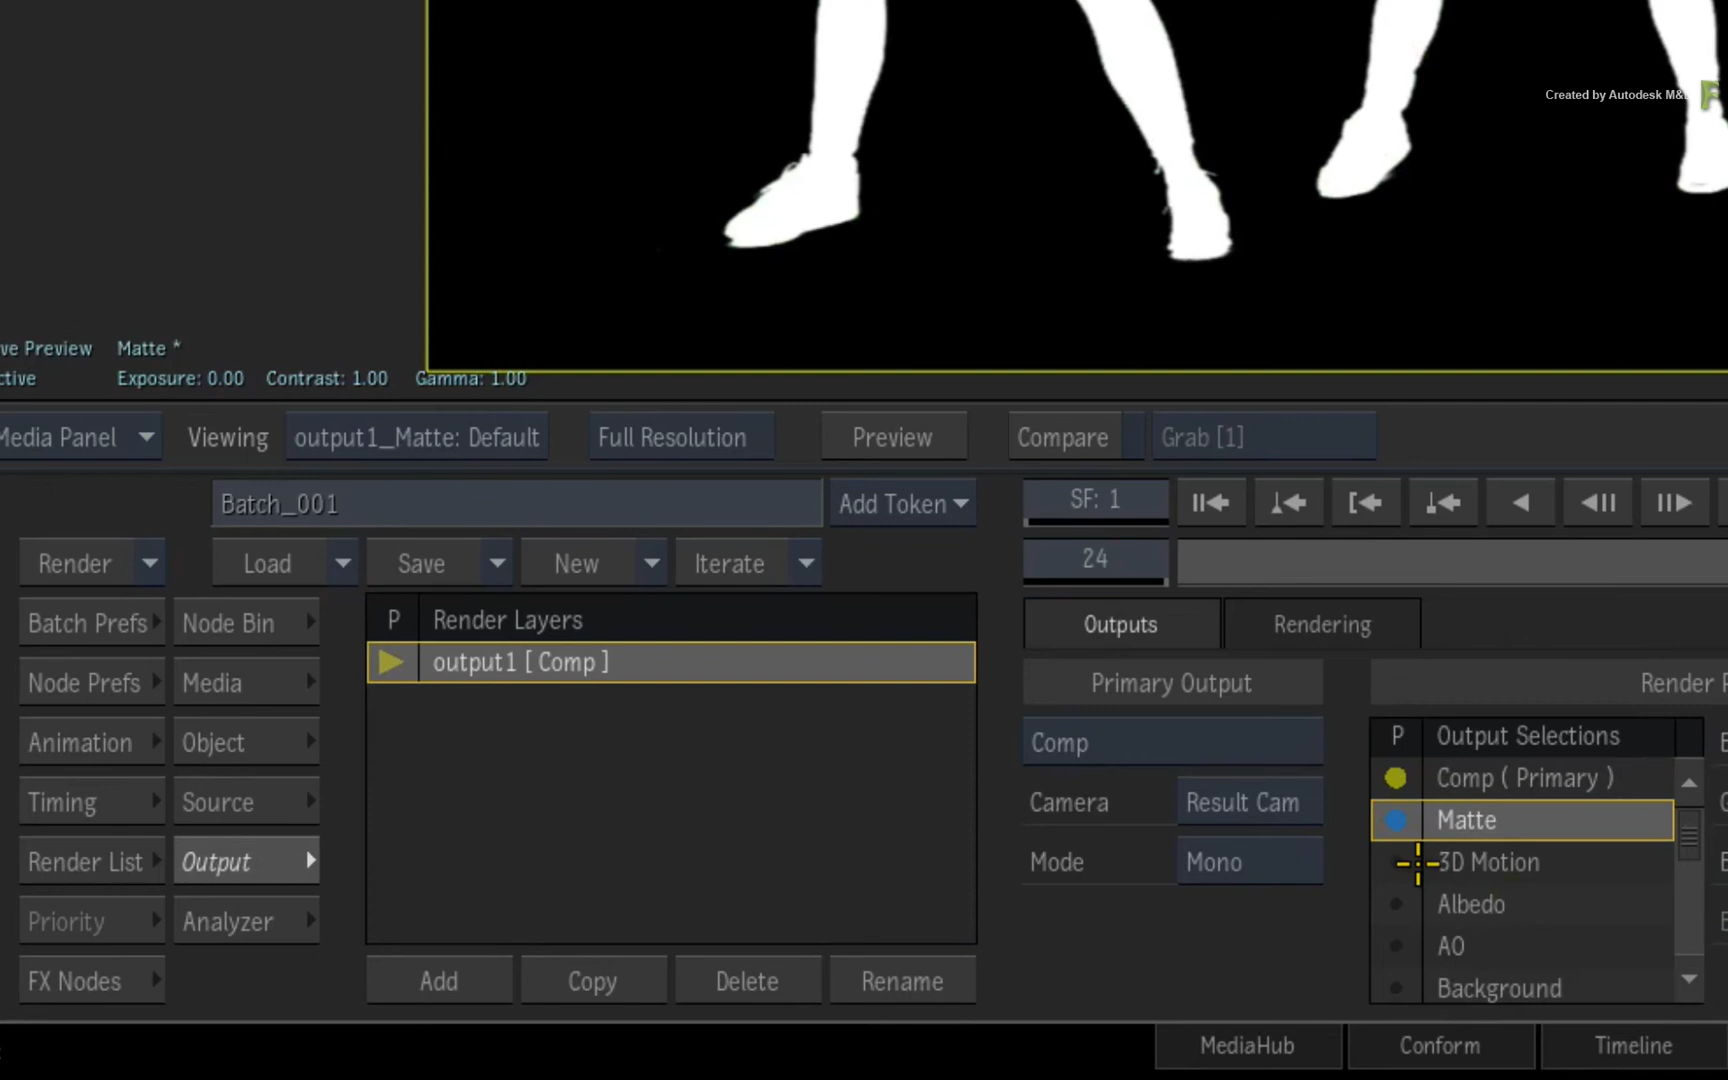 Created by Autodesk M&
ve Preview Matte *
ctive Exposure: 0.00 Contrast: 1.00 Gamma: 1.00
Media Panel Viewing output1_Matte: Default Full Resolution Preview Compare Grab [1]
Batch_001 Add Token SF: 1
Render Load Save New Iterate 24
Batch Prefs Node Bin P Render Layers Outputs Rendering
output1 [ Comp ]
Node Prefs Media Primary Output Render
Animation Object Comp P Output Selections
Comp ( Primary )
Timing Source Camera Result Cam Matte
Render List Output Mode Mono 3D Motion
Priority Analyzer Albedo
AO
FX Nodes Add Copy Delete Rename Background
MediaHub Conform Timeline